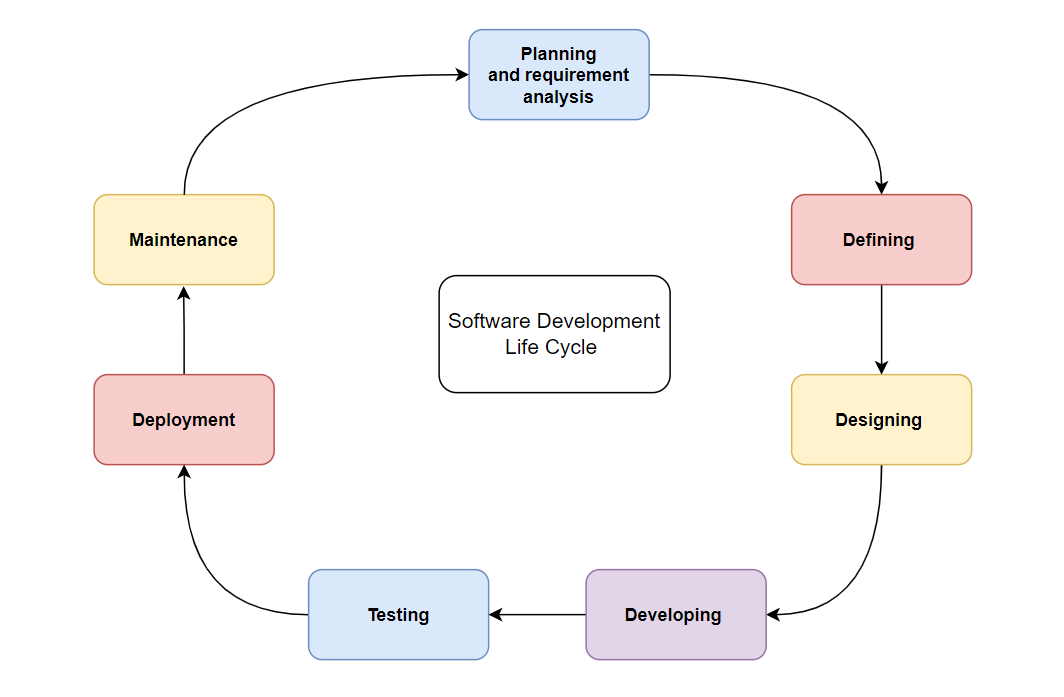 Planning
and requirement
analysis
Maintenance
Defining
Software Development
Life Cycle
Deployment
Designing
Testing
Developing